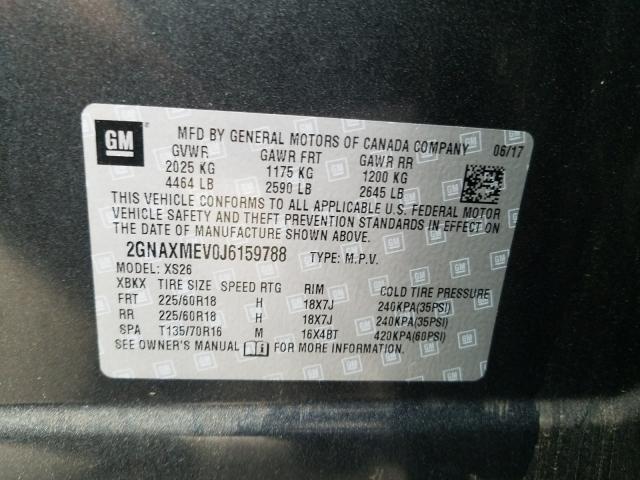 GM MFD BY GENERAL MOTORS OF CANADA COMPANY 06/17
GVWR GAWR FRT GAWR RR
2025 KG 1175 KG 1200 KG
4464 LB 2590 LB 2645 LB
THIS VEHICLE CONFORMS TO ALL APPLICABLE U.S. FEDERAL MOTOR
VEHICLE SAFETY AND THEFT PREVENTION STANDARDS IN EFFECT ON
THE DATE OF MANUFACTURE SHOWN ABOVE.
2GNAXMEV0J6159788 TYPE: M.P.V.
MODEL: XS26
XBKX TIRE SIZE SPEED RTG RIM COLD TIRE PRESSURE
FRT 225/60R18 H 18X7J 240KPA(35PSI)
RR 225/60R18 H 18X7J 240KPA(35PSI)
SPA T135/70R16 M 16X4BT 420KPA(60PSI)
SEE OWNER'S MANUAL FOR MORE INFORMATION.